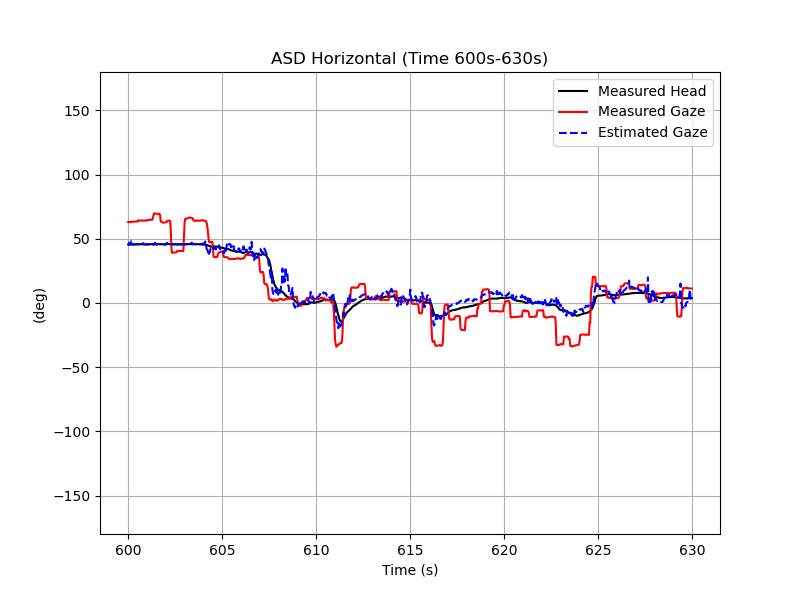 ASD Horizontal (Time 600s-630s)
Measured Head
Measured Gaze
Estimated Gaze
150
100
50
0
−50
−100
−150
(deg)
600
605
610
615
620
625
630
Time (s)